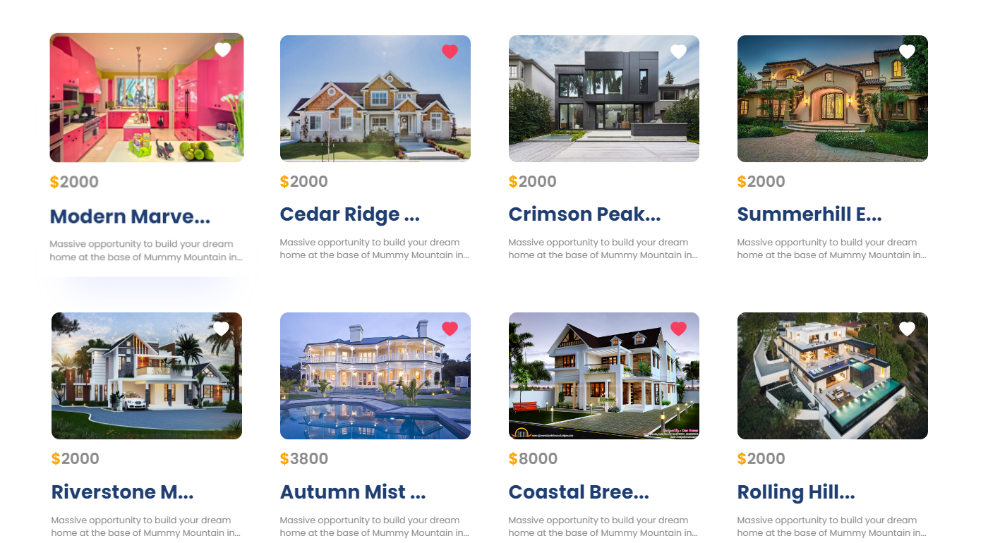 $2000
Modern Marve...
Massive opportunity to build your dream
home at the base of Mummy Mountain in...
$2000
Cedar Ridge ...
Massive opportunity to build your dream
home at the base of Mummy Mountain in...
$2000
Crimson Peak...
Massive opportunity to build your dream
home at the base of Mummy Mountain in...
$2000
Summerhill E...
Massive opportunity to build your dream
home at the base of Mummy Mountain in...
$2000
Riverstone M...
Massive opportunity to build your dream
home at the base of Mummy Mountain in...
$3800
Autumn Mist ...
Massive opportunity to build your dream
home at the base of Mummy Mountain in...
$8000
Coastal Bree...
Massive opportunity to build your dream
home at the base of Mummy Mountain in...
$2000
Rolling Hill...
Massive opportunity to build your dream
home at the base of Mummy Mountain in...